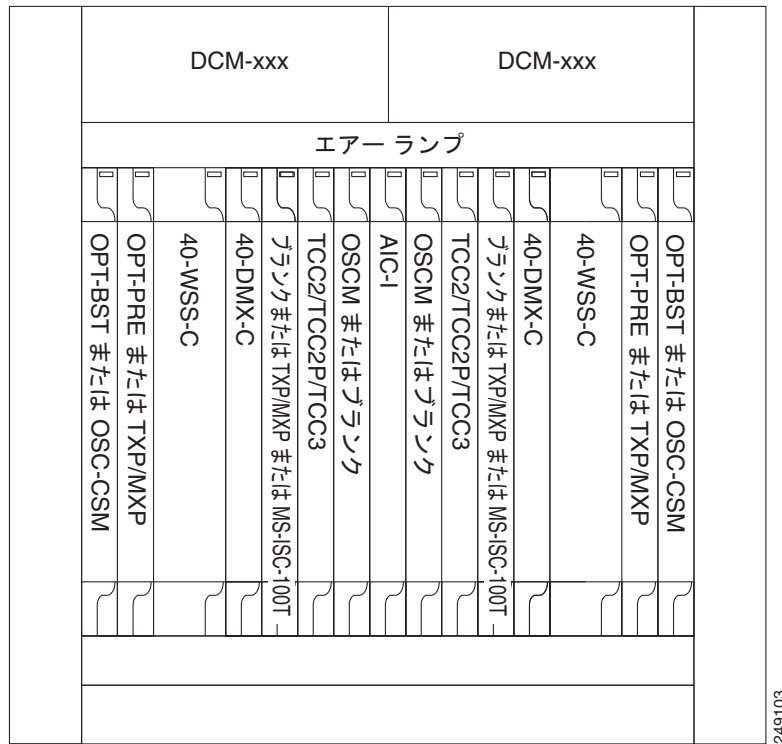 DCM-xxx
DCM-xxx
エアー ランプ
OPT-BST または OSC-CSM
OPT-PRE または TXP/MXP
40-WSS-C
40-DMX-C
ブランクまたは TXP/MXP または MS-ISC-100T
TCC2/TCC2P/TCC3
OSCM またはブランク
AIC-I
OSCM またはブランク
TCC2/TCC2P/TCC3
ブランクまたは TXP/MXP または MS-ISC-100T
40-DMX-C
40-WSS-C
OPT-PRE または TXP/MXP
OPT-BST または OSC-CSM
249103